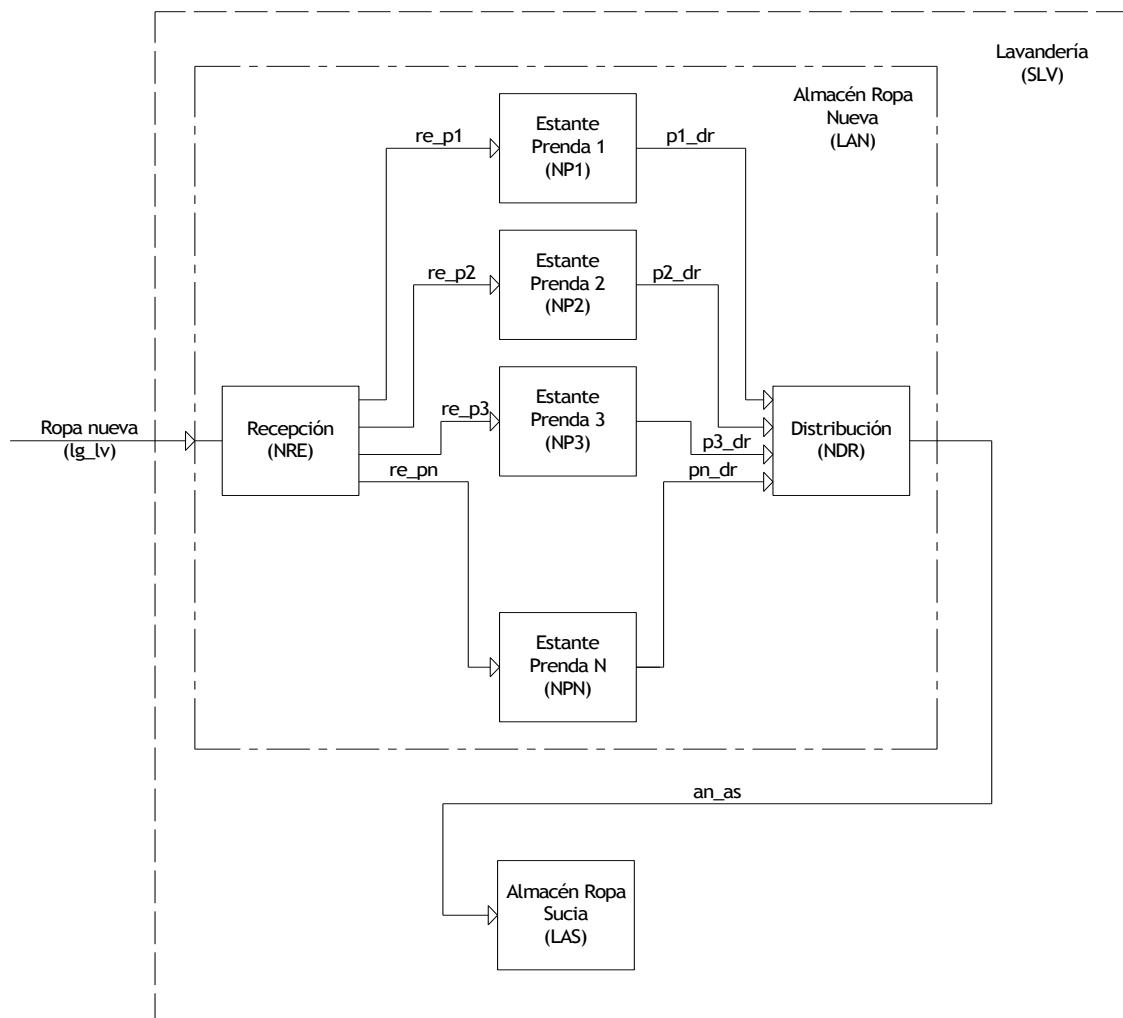 Lavandería
(SLV)
Almacén Ropa
Nueva
(LAN)
Estante
Prenda 1
(NP1)
re_p1
p1_dr
Estante
Prenda 2
(NP2)
re_p2
p2_dr
Estante
Prenda 3
(NP3)
re_p3
p3_dr
Ropa nueva
(lg_lv)
Recepción
(NRE)
Distribución
(NDR)
re_pn
pn_dr
Estante
Prenda N
(NPN)
an_as
Almacén Ropa
Sucia
(LAS)